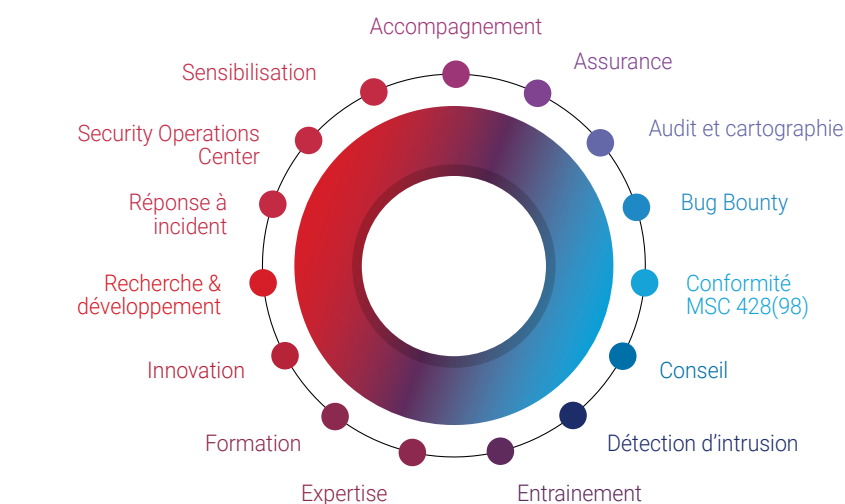 Accompagnement
Assurance
Audit et cartographie
Bug Bounty
Conformité
MSC 428(98)
Conseil
Détection d'intrusion
Entrainement
Expertise
Formation
Innovation
Recherche &
développement
Réponse à
incident
Security Operations
Center
Sensibilisation